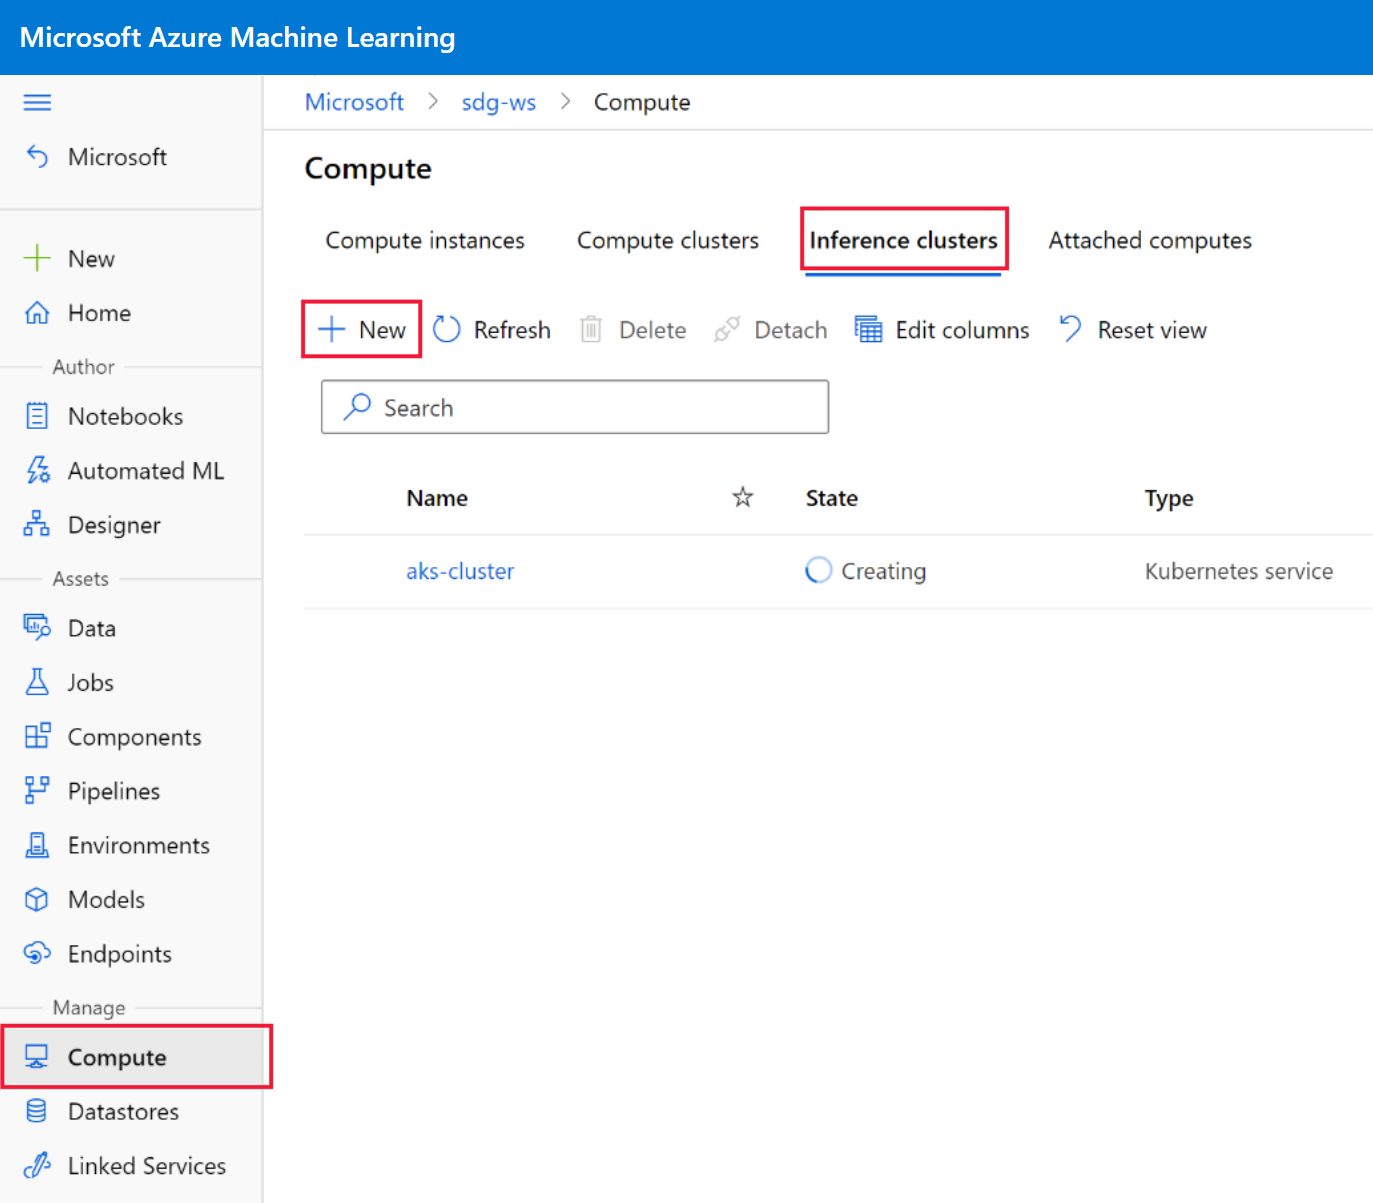 Microsoft Azure Machine Learning
Microsoft
New
Home
Author
Notebooks
Automated ML
Designer
Assets
Data
Jobs
Components
Pipelines
Environments
Models
Endpoints
Manage
Compute
Datastores
Linked Services
Microsoft > sdg-ws > Compute
Compute
Compute instances Compute clusters Inference clusters Attached computes
New Refresh Delete Detach Edit columns Reset view
Search
Name State Type
aks-cluster Creating Kubernetes service